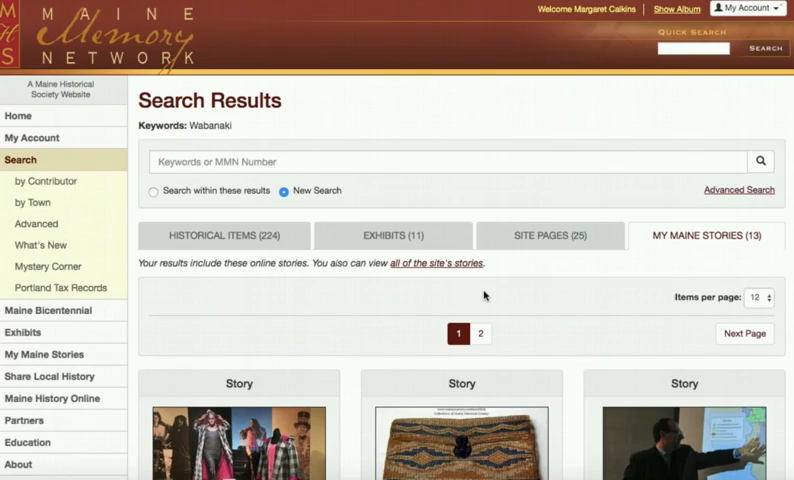 MAINE
Memory
NETWORK
M
H
S
Welcome Margaret Calkins | Show Album
My Account
QUICK SEARCH
SEARCH
A Maine Historical
Society Website
Home
My Account
Search
by Contributor
by Town
Advanced
What's New
Mystery Corner
Portland Tax Records
Maine Bicentennial
Exhibits
My Maine Stories
Share Local History
Maine History Online
Partners
Education
About
Search Results
Keywords: Wabanaki
Keywords or MMN Number
Search within these results New Search
Advanced Search
HISTORICAL ITEMS (224) EXHIBITS (11) SITE PAGES (25) MY MAINE STORIES (13)
Your results include these online stories. You also can view all of the site's stories.
Items per page: 12
1 2 Next Page
Story Story Story